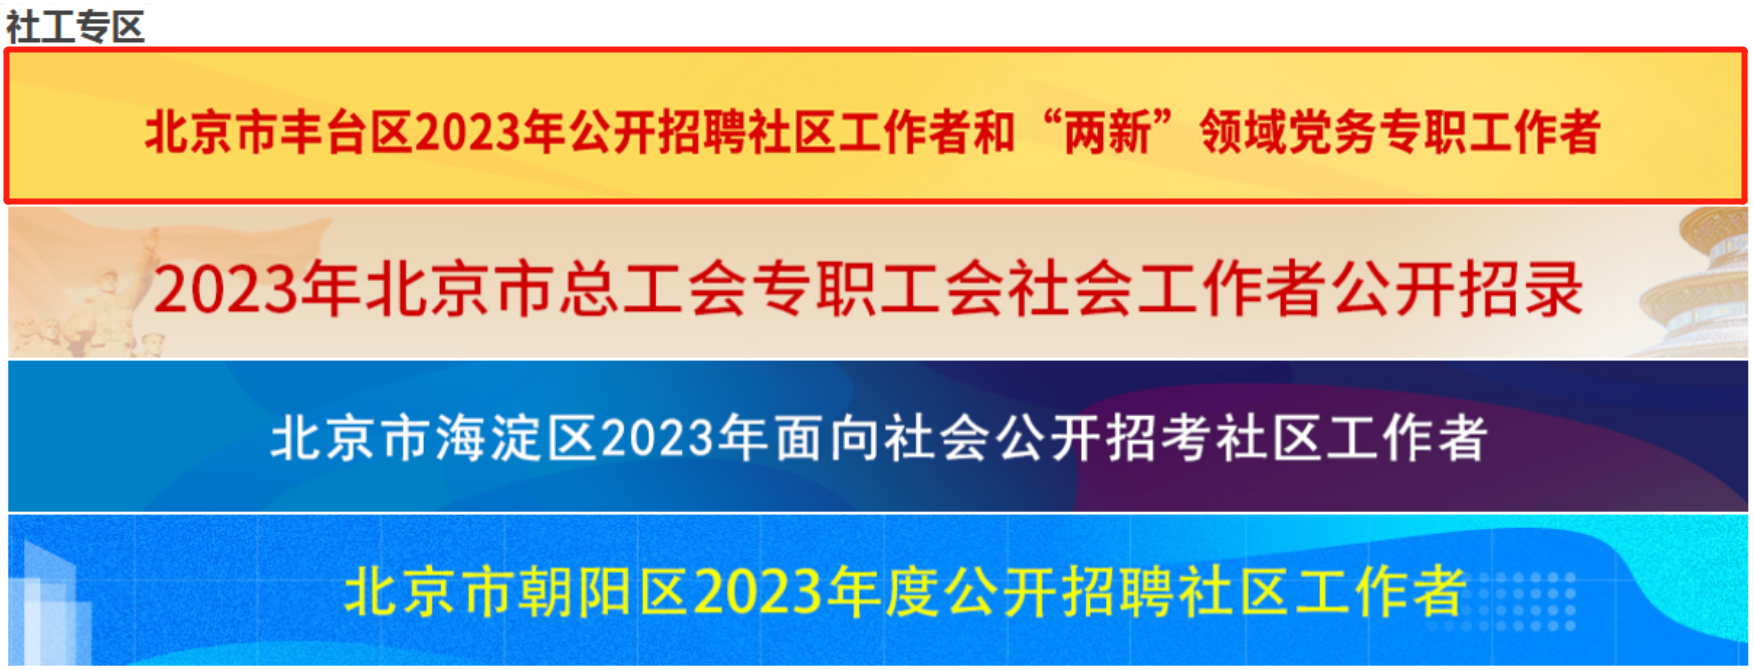 社工专区
北京市丰台区2023年公开招聘社区工作者和“两新”领域党务专职工作者
2023年北京市总工会专职工会社会工作者公开招录
北京市海淀区2023年面向社会公开招考社区工作者
北京市朝阳区2023年度公开招聘社区工作者